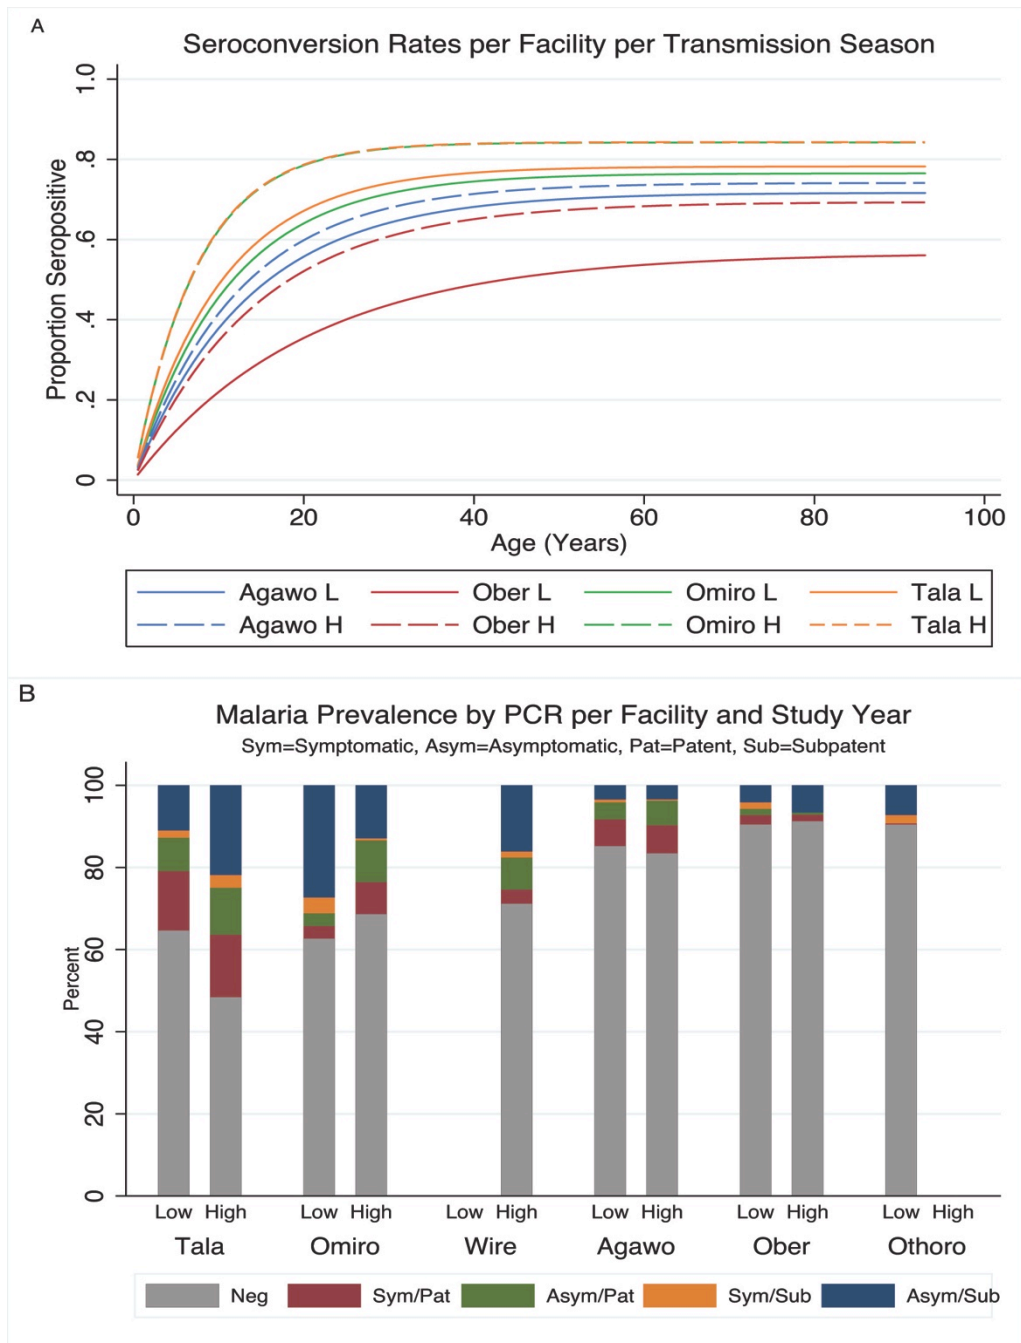 A
Seroconversion Rates per Facility per Transmission Season
Proportion Seropositive
1.0
.8
.6
.4
.2
0
0 20 40 60 80 100
Age (Years)
Agawo L Ober L Omiro L Tala L
Agawo H Ober H Omiro H Tala H
B
Malaria Prevalence by PCR per Facility and Study Year
Sym=Symptomatic, Asym=Asymptomatic, Pat=Patent, Sub=Subpatent
Percent
100
80
60
40
20
0
Low High Low High Low High Low High Low High Low High
Tala Omiro Wire Agawo Ober Othoro
Neg Sym/Pat Asym/Pat Sym/Sub Asym/Sub